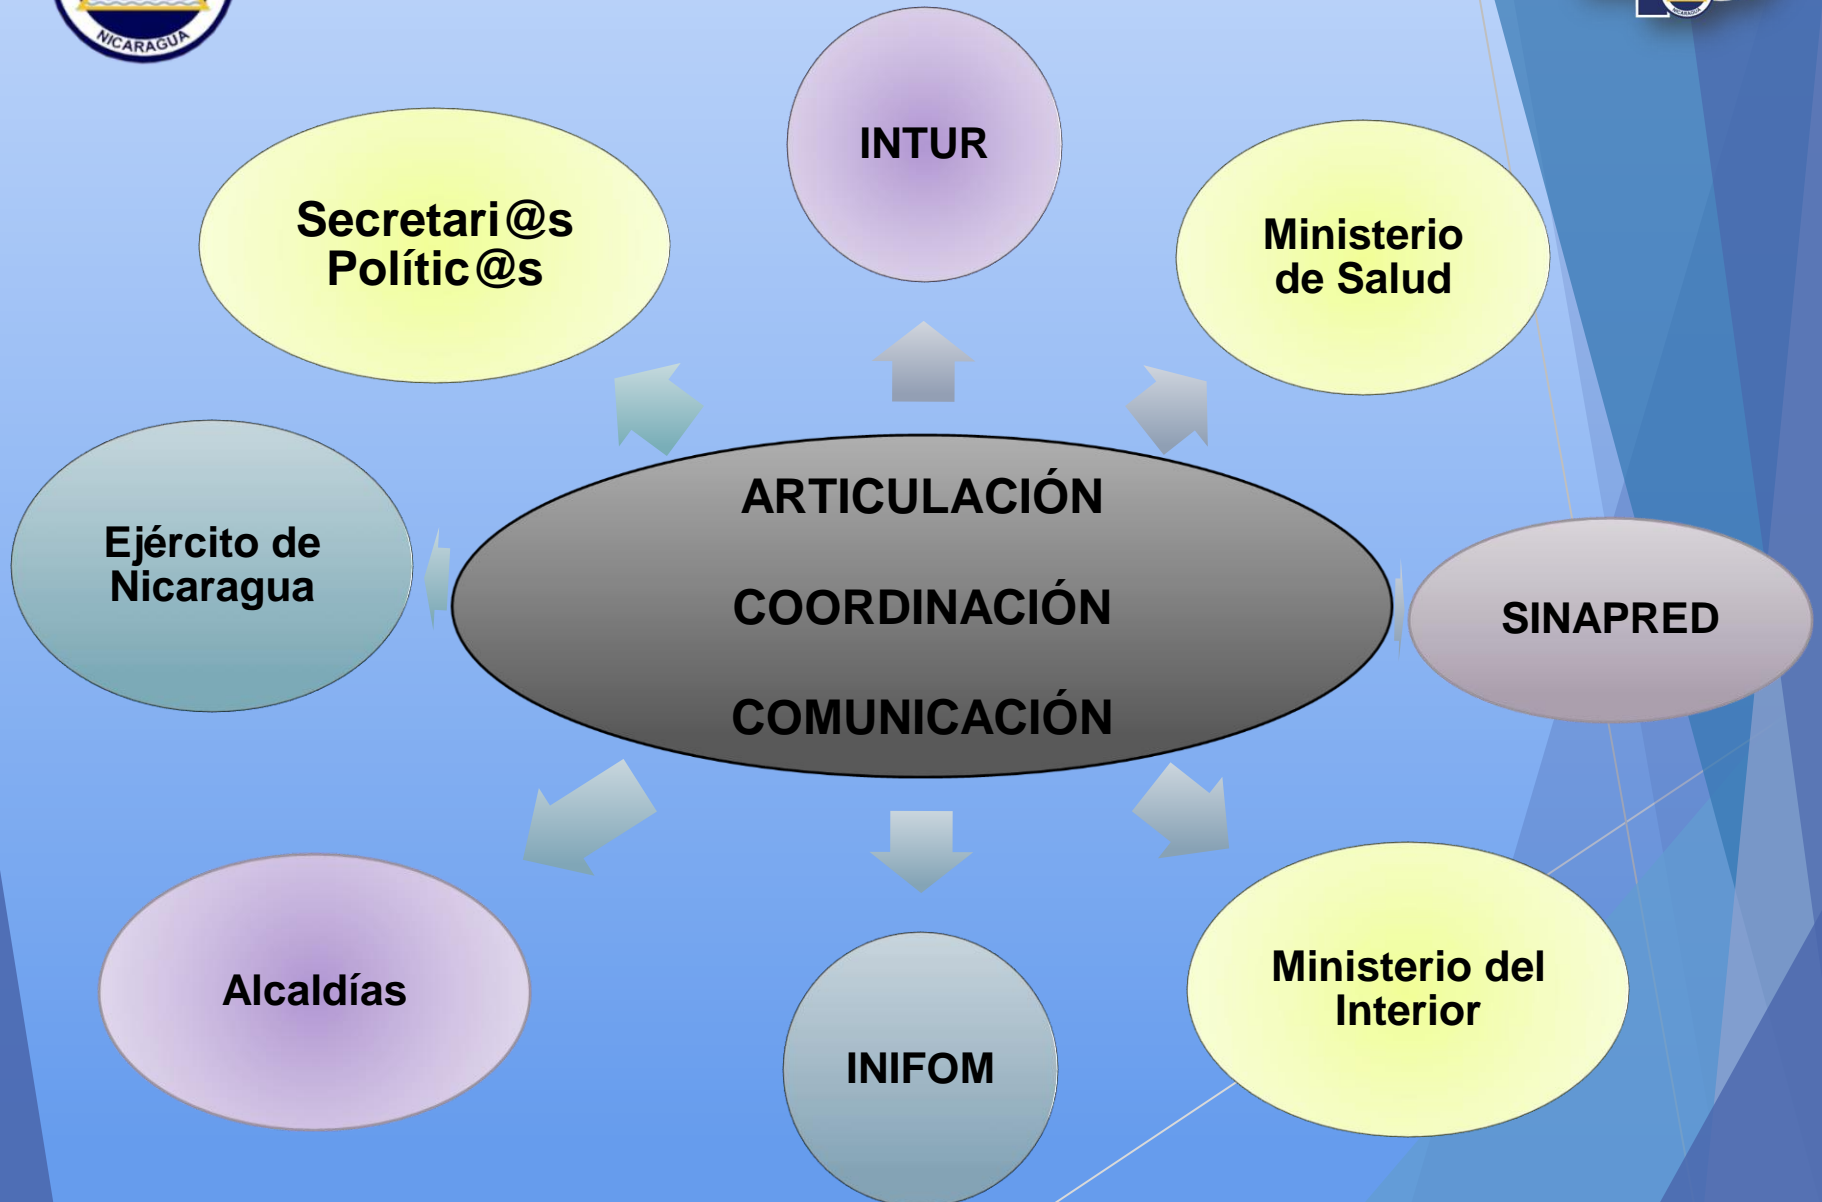 NICARAGUA
NICARAGUA
INTUR
Secretari@s
Polític@s
Ministerio
de Salud
Ejército de
Nicaragua
ARTICULACIÓN
COORDINACIÓN
COMUNICACIÓN
SINAPRED
Alcaldías
INIFOM
Ministerio del
Interior